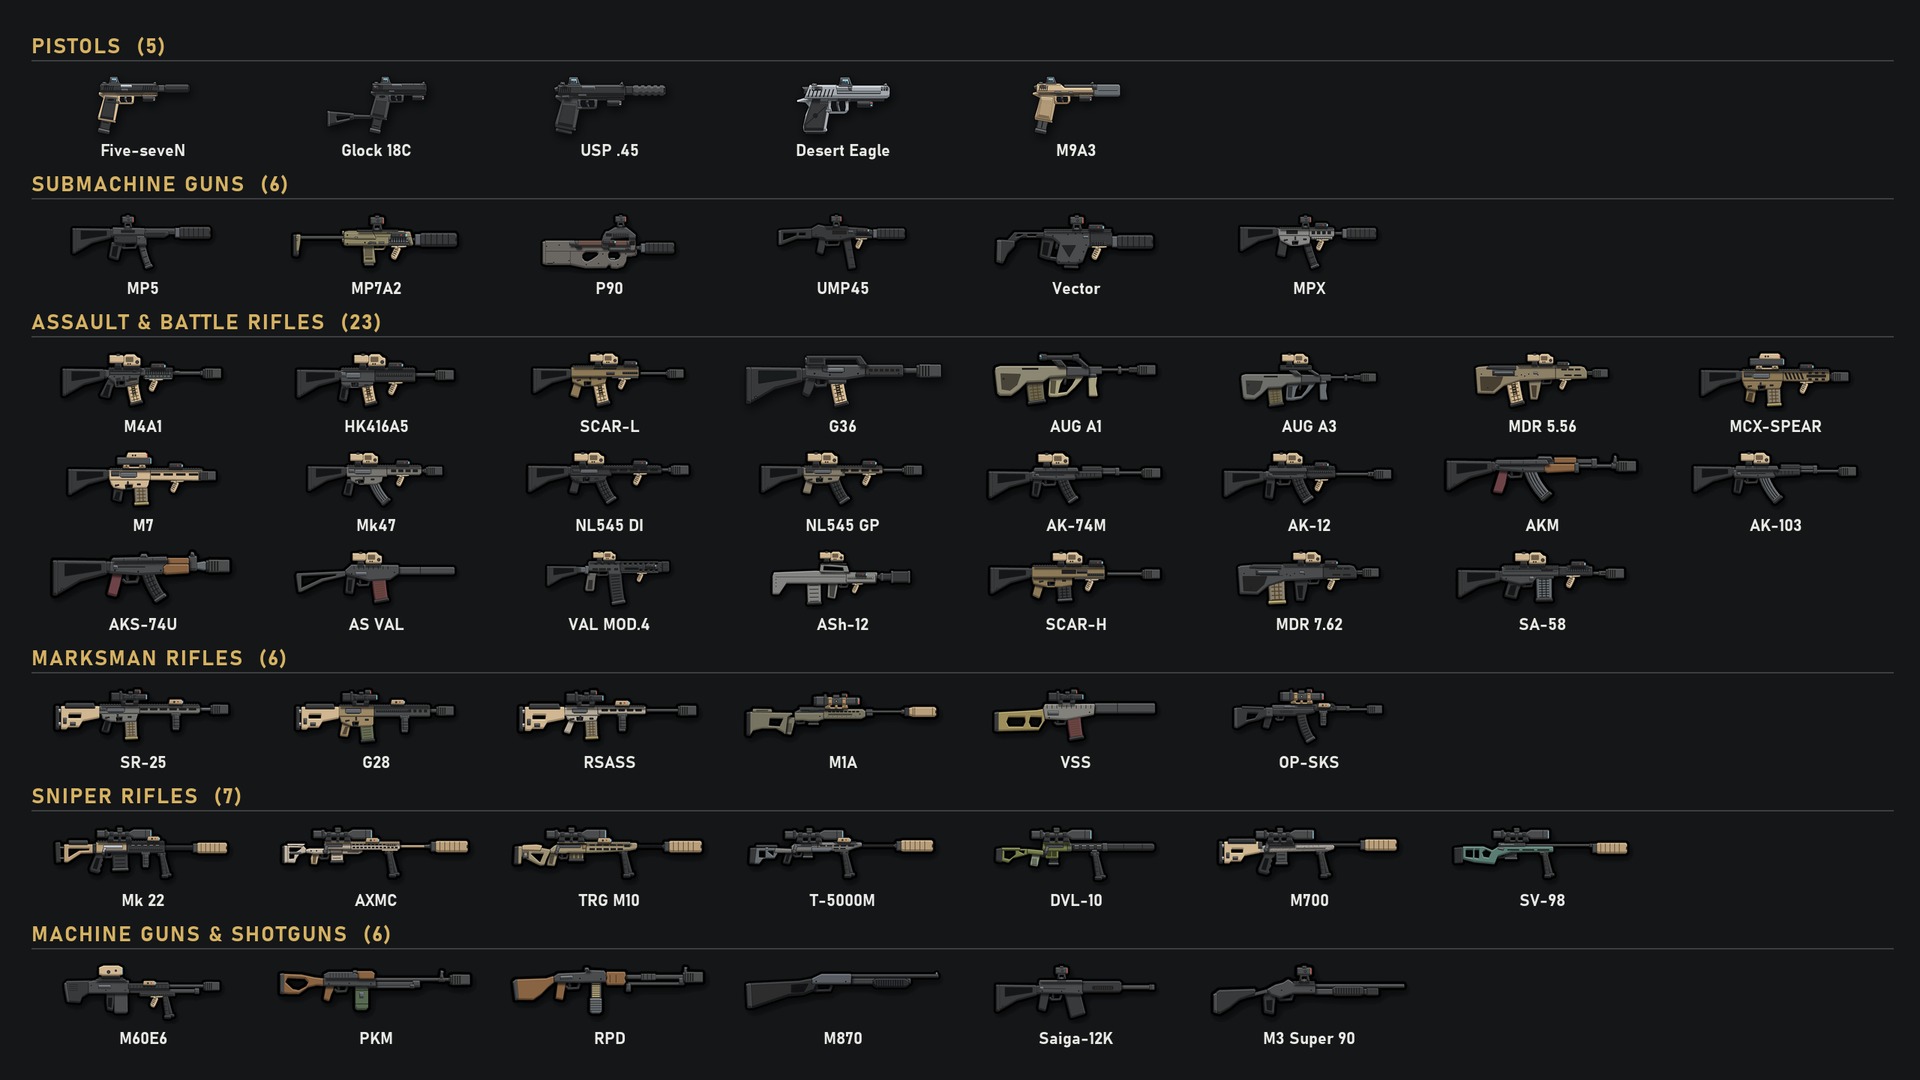 PISTOLS (5)
Five-seveN Glock 18C USP .45 Desert Eagle M9A3
SUBMACHINE GUNS (6)
MP5 MP7A2 P90 UMP45 Vector MPX
ASSAULT & BATTLE RIFLES (23)
M4A1 HK416A5 SCAR-L G36 AUG A1 AUG A3 MDR 5.56 MCX-SPEAR
M7 Mk47 NL545 DI NL545 GP AK-74M AK-12 AKM AK-103
AKS-74U AS VAL VAL MOD.4 ASh-12 SCAR-H MDR 7.62 SA-58
MARKSMAN RIFLES (6)
SR-25 G28 RSASS M1A VSS OP-SKS
SNIPER RIFLES (7)
Mk 22 AXMC TRG M10 T-5000M DVL-10 M700 SV-98
MACHINE GUNS & SHOTGUNS (6)
M60E6 PKM RPD M870 Saiga-12K M3 Super 90